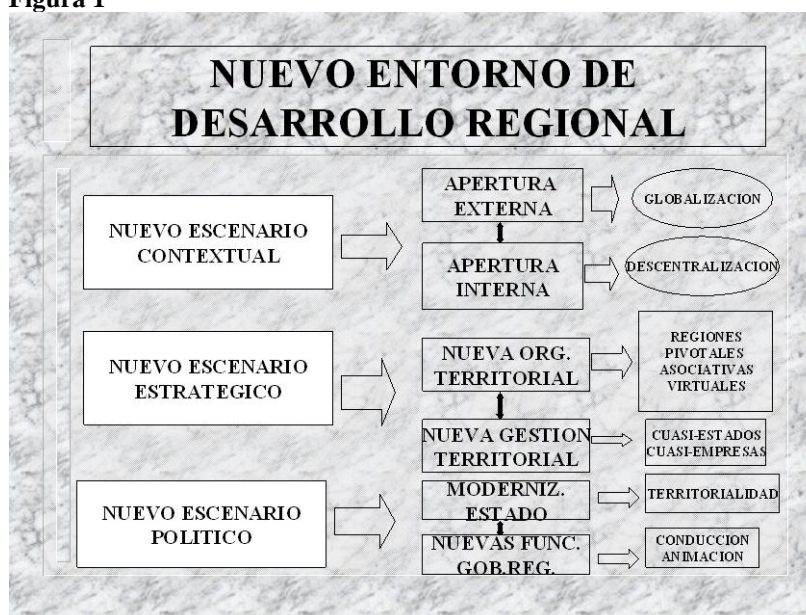 Figura 1
NUEVO ENTORNO DE
DESARROLLO REGIONAL
NUEVO ESCENARIO
CONTEXTUAL
APERTURA
EXTERNA
GLOBALIZACION
APERTURA
INTERNA
DESCENTRALIZACION
NUEVO ESCENARIO
ESTRATEGICO
NUEVA ORG.
TERRITORIAL
REGIONES
PIVOTALES
ASOCIATIVAS
VIRTUALES
NUEVA GESTION
TERRITORIAL
CUASI-ESTADOS
CUASI-EMPRESAS
NUEVO ESCENARIO
POLITICO
MODERNIZ.
ESTADO
TERRITORIALIDAD
NUEVAS FUNC.
GOB.REG.
CONDUCCION
ANIMACION